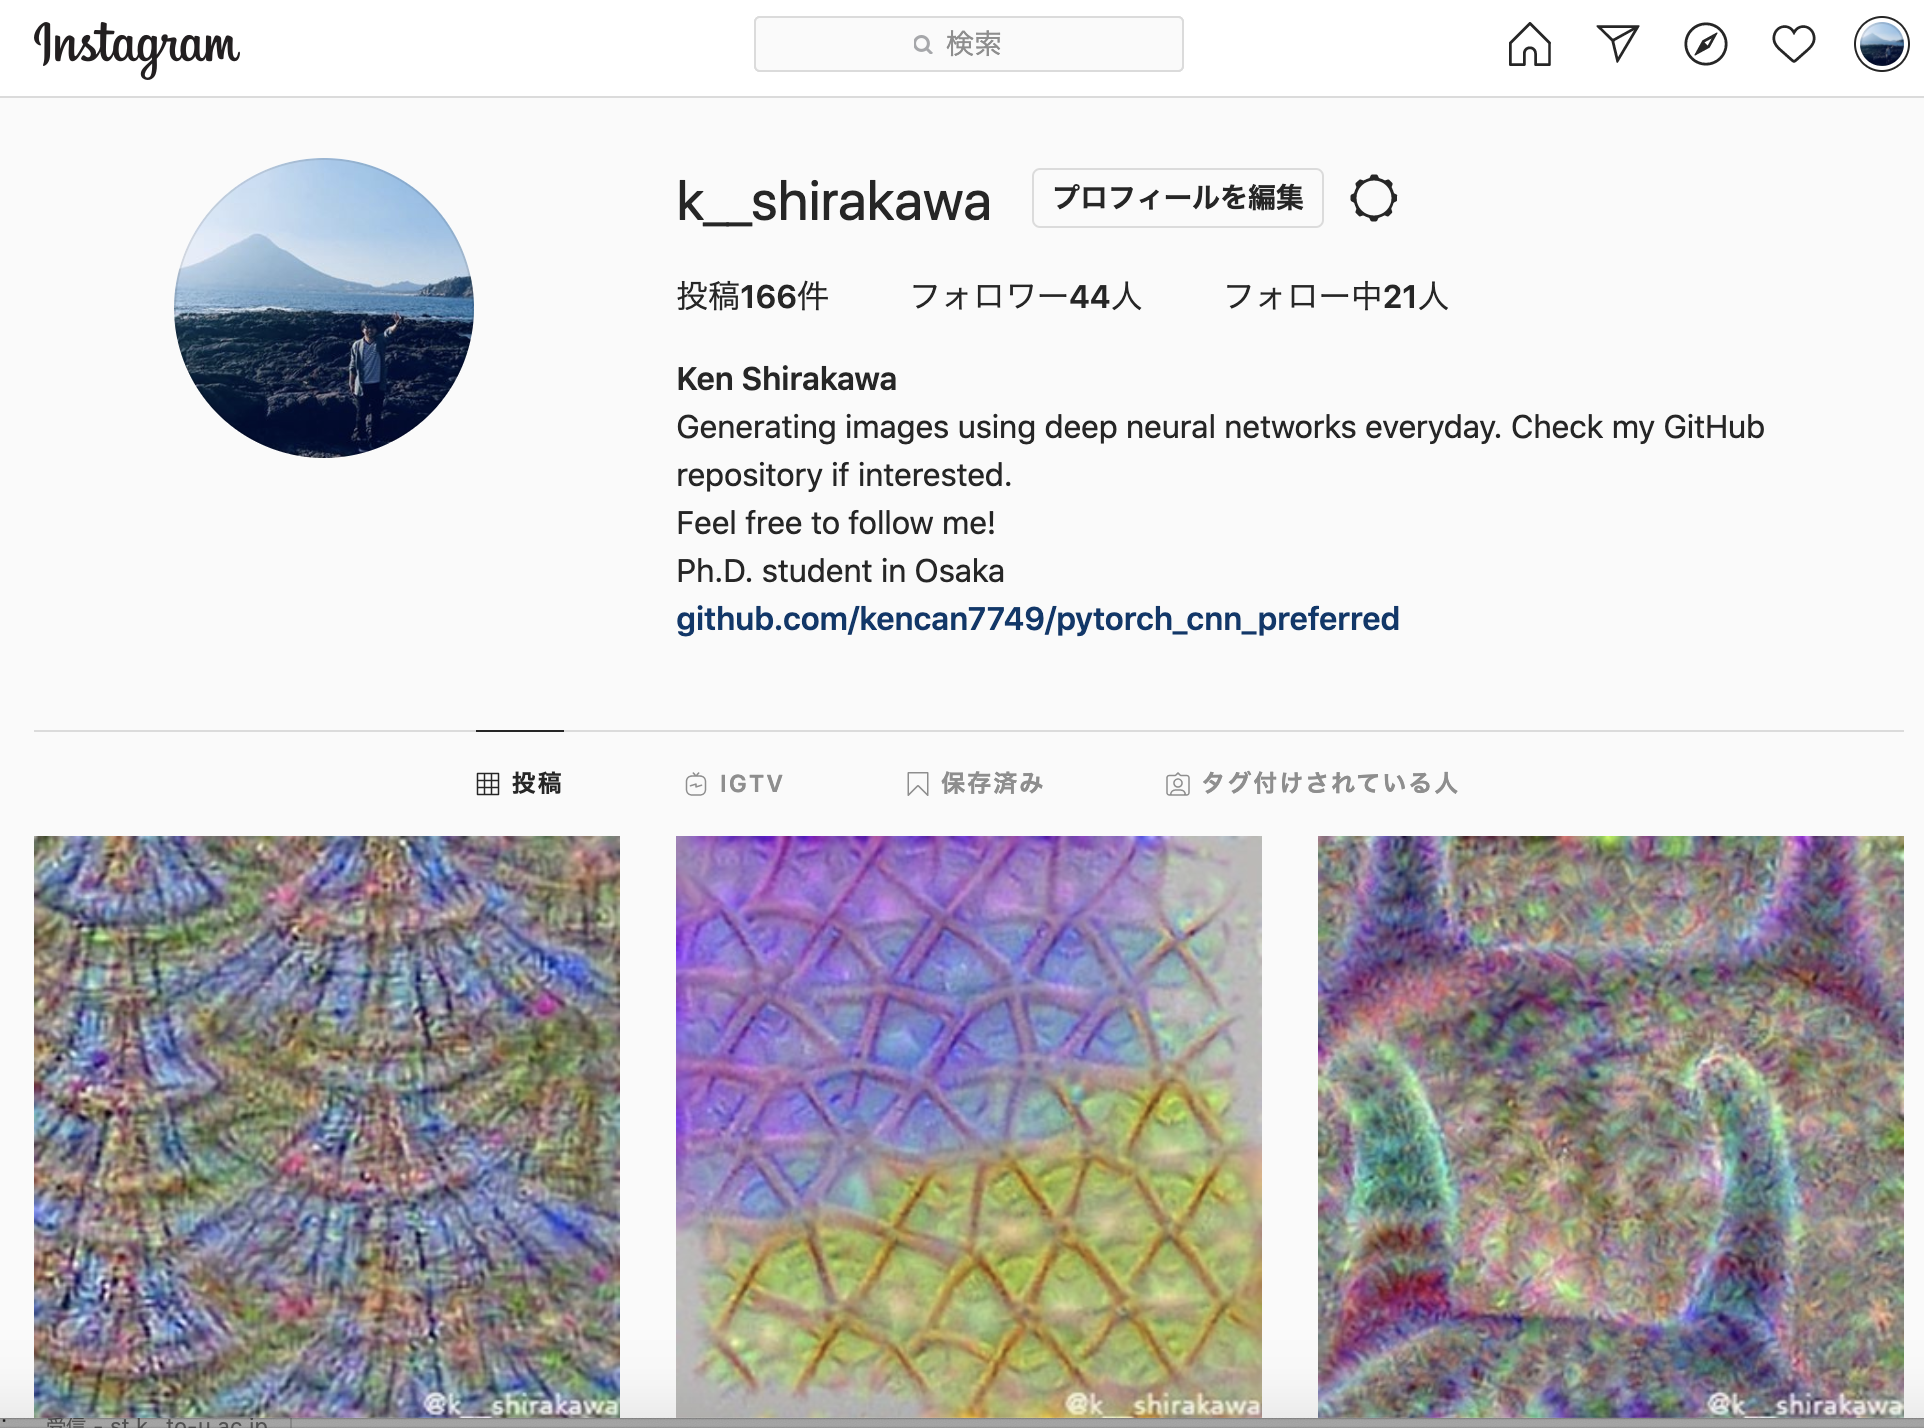 Instagram
検索
k__shirakawa
プロフィールを編集
投稿166件 フォロワー44人 フォロー中21人
Ken Shirakawa
Generating images using deep neural networks everyday. Check my GitHub
repository if interested.
Feel free to follow me!
Ph.D. student in Osaka
github.com/kencan7749/pytorch_cnn_preferred
投稿 IGTV 保存済み タグ付けされている人
@k__shirakawa @k__shirakawa @k__shirakawa